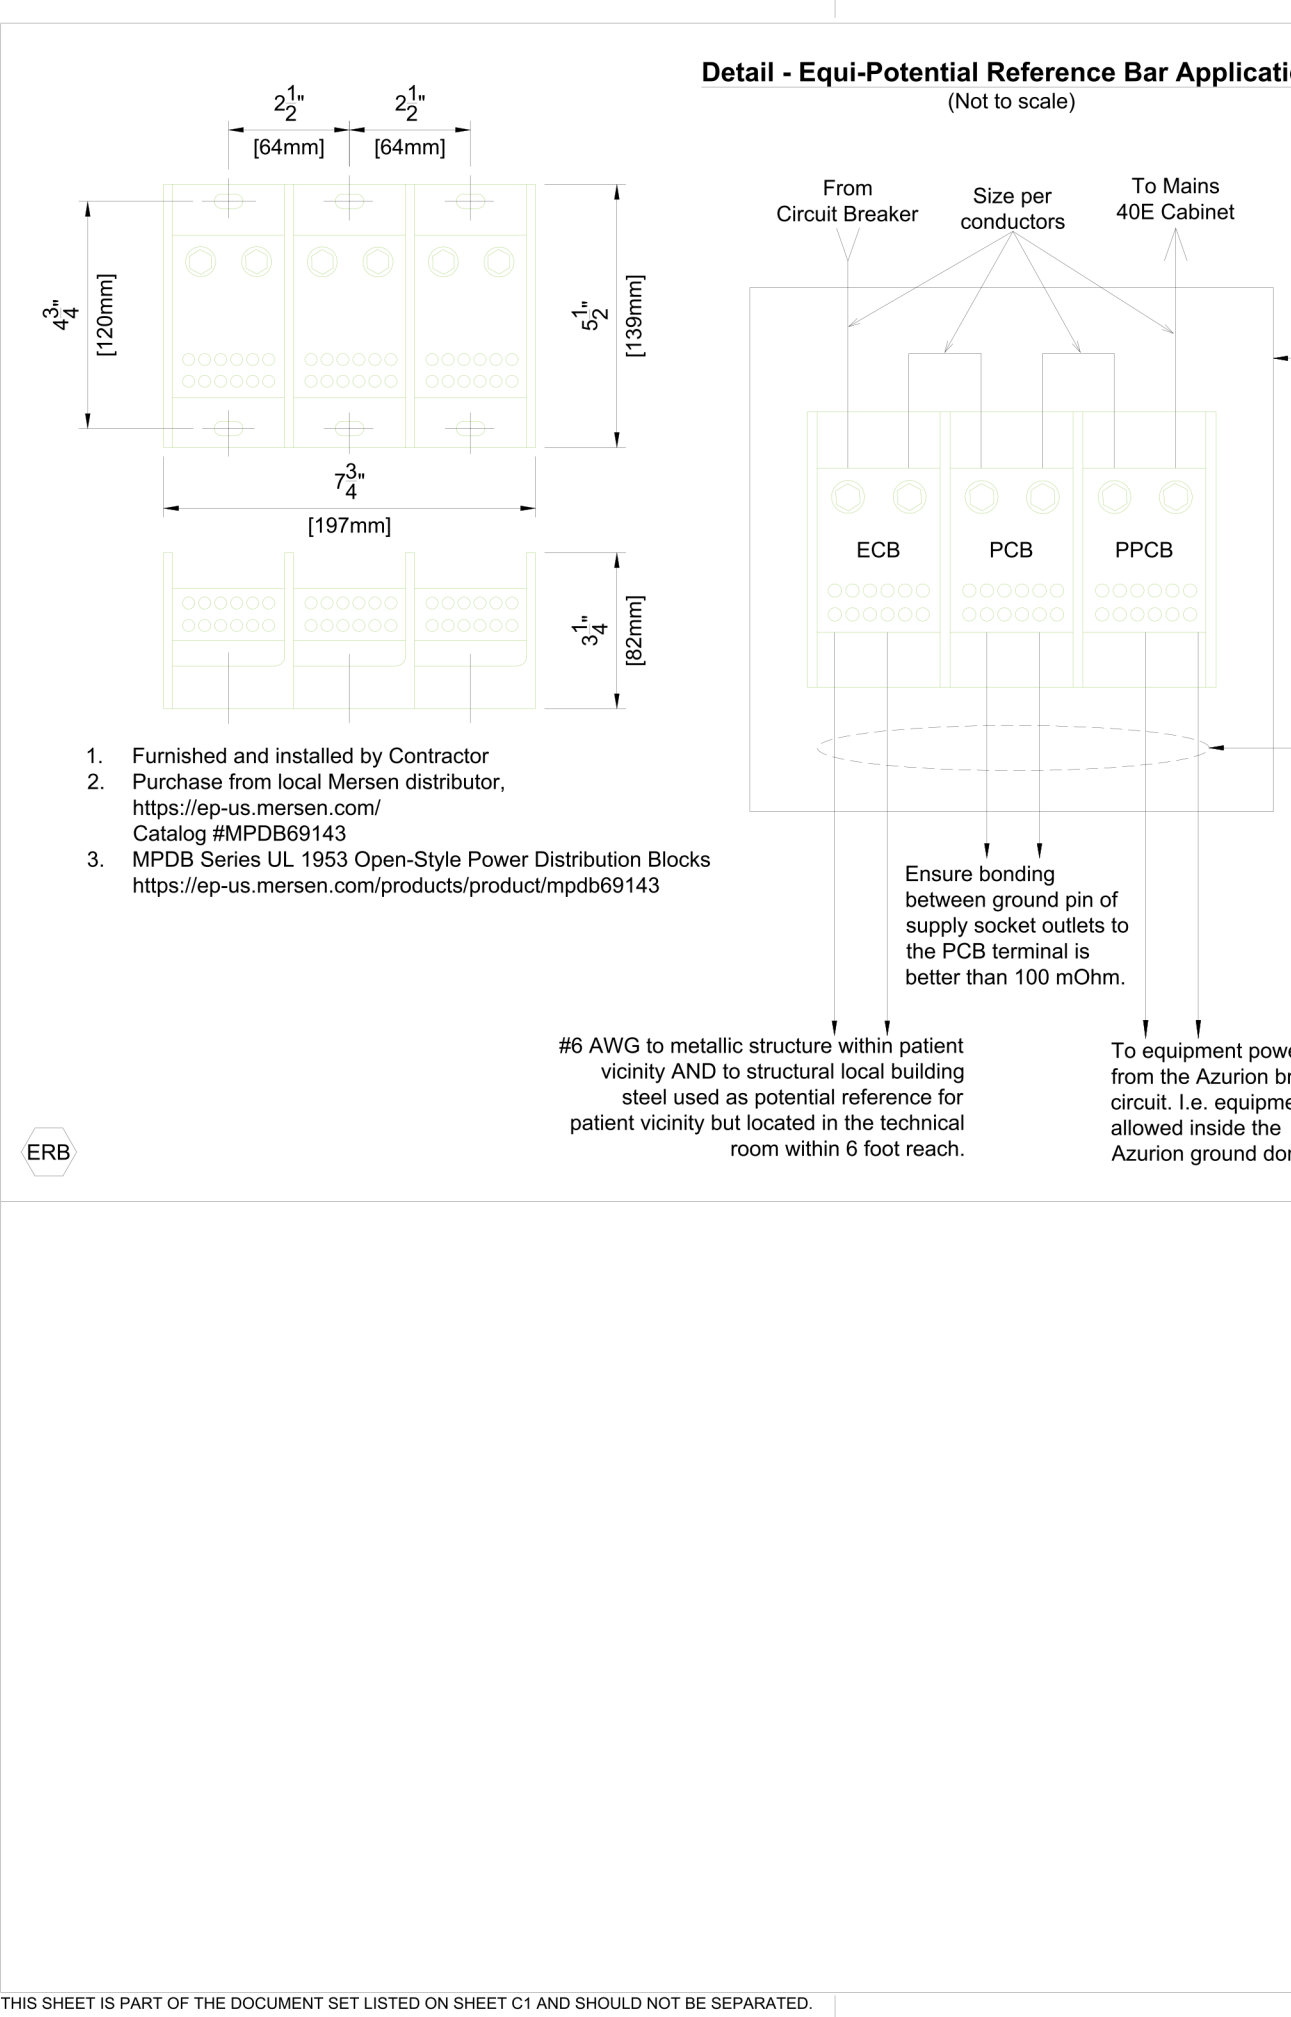 Detail - Equi-Potential Reference Bar
(Not to scale)
2 1/2" 2 1/2"
[64mm] [64mm]
4 3/4"
[120mm]
5 1/2"
[139mm]
7 3/4"
[197mm]
3 1/4"
[82mm]
1. Furnished and installed by Contractor
2. Purchase from local Mersen distributor,
https://ep-us.mersen.com/
Catalog #MPDB69143
3. MPDB Series UL 1953 Open-Style Power Distribution Blocks
https://ep-us.mersen.com/products/product/mpdb69143
From
Circuit Breaker
Size per
conductors
To Mains
40E Cabinet
ECB PCB PPCB
Ensure bonding
between ground pin of
supply socket outlets to
the PCB terminal is
better than 100 mOhm.
#6 AWG to metallic structure within patient
vicinity AND to structural local building
steel used as potential reference for
patient vicinity but located in the technical
room within 6 foot reach.
To equipment
from the Azurion
circuit. I.e.
allowed inside the
Azurion ground
ERB
THIS SHEET IS PART OF THE DOCUMENT SET LISTED ON SHEET C1 AND SHOULD NOT BE SEPARATED.